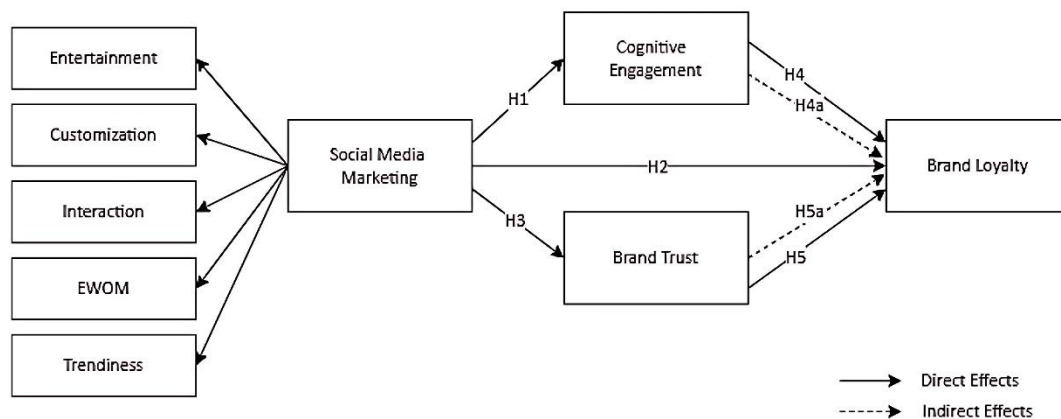 Entertainment
Customization
Interaction
EWOM
Trendiness
Social Media
Marketing
H1
H2
H3
Cognitive
Engagement
Brand Trust
H4
H4a
H5a
H5
Brand Loyalty
Direct Effects
Indirect Effects